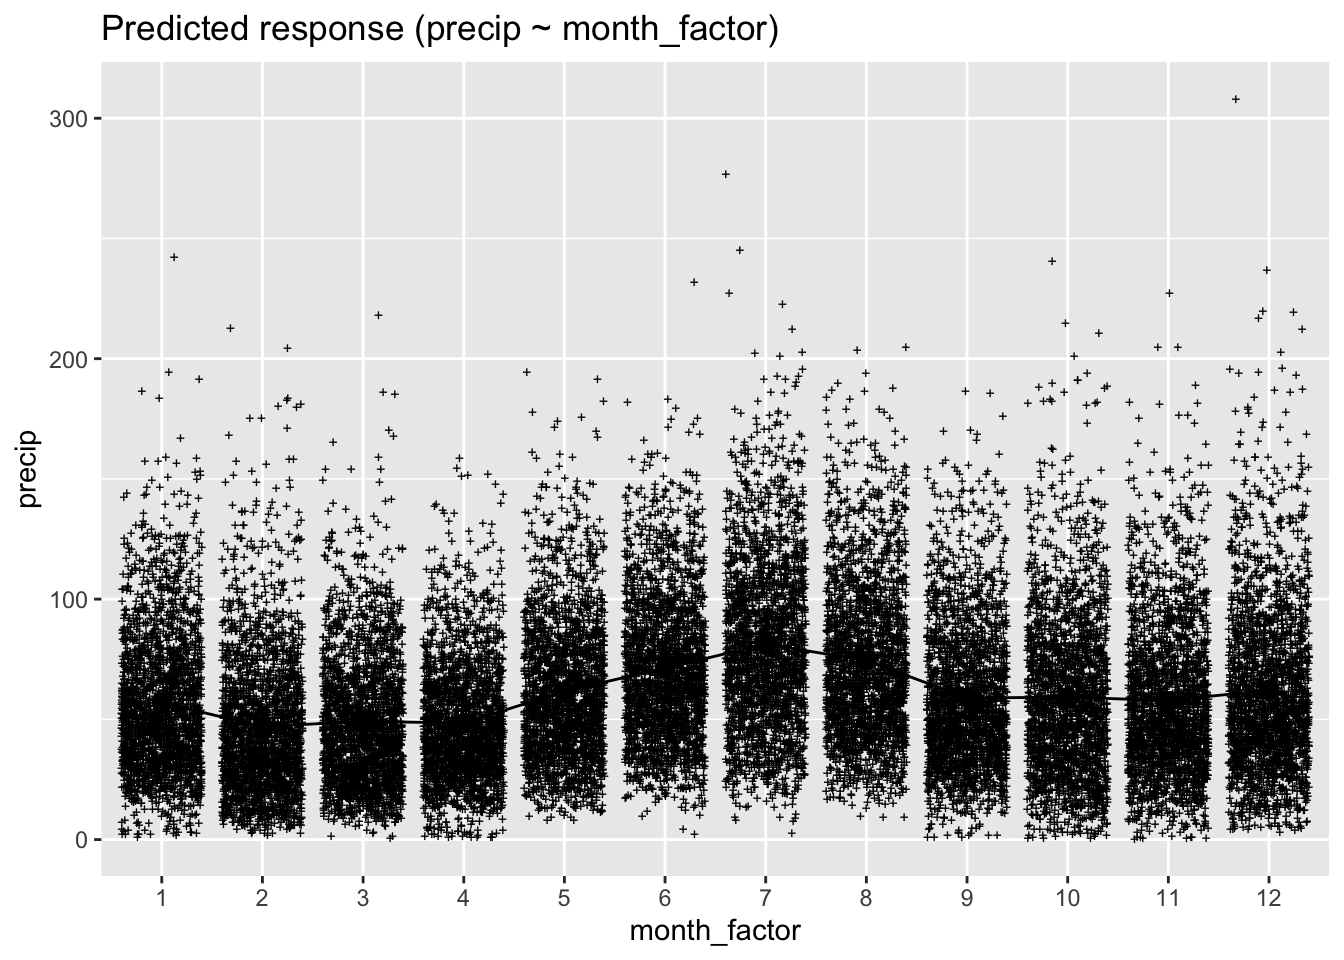 Predicted response (precip ~ month_factor)
300
200
100
0
precip
1 2 3 4 5 6 7 8 9 10 11 12
month_factor